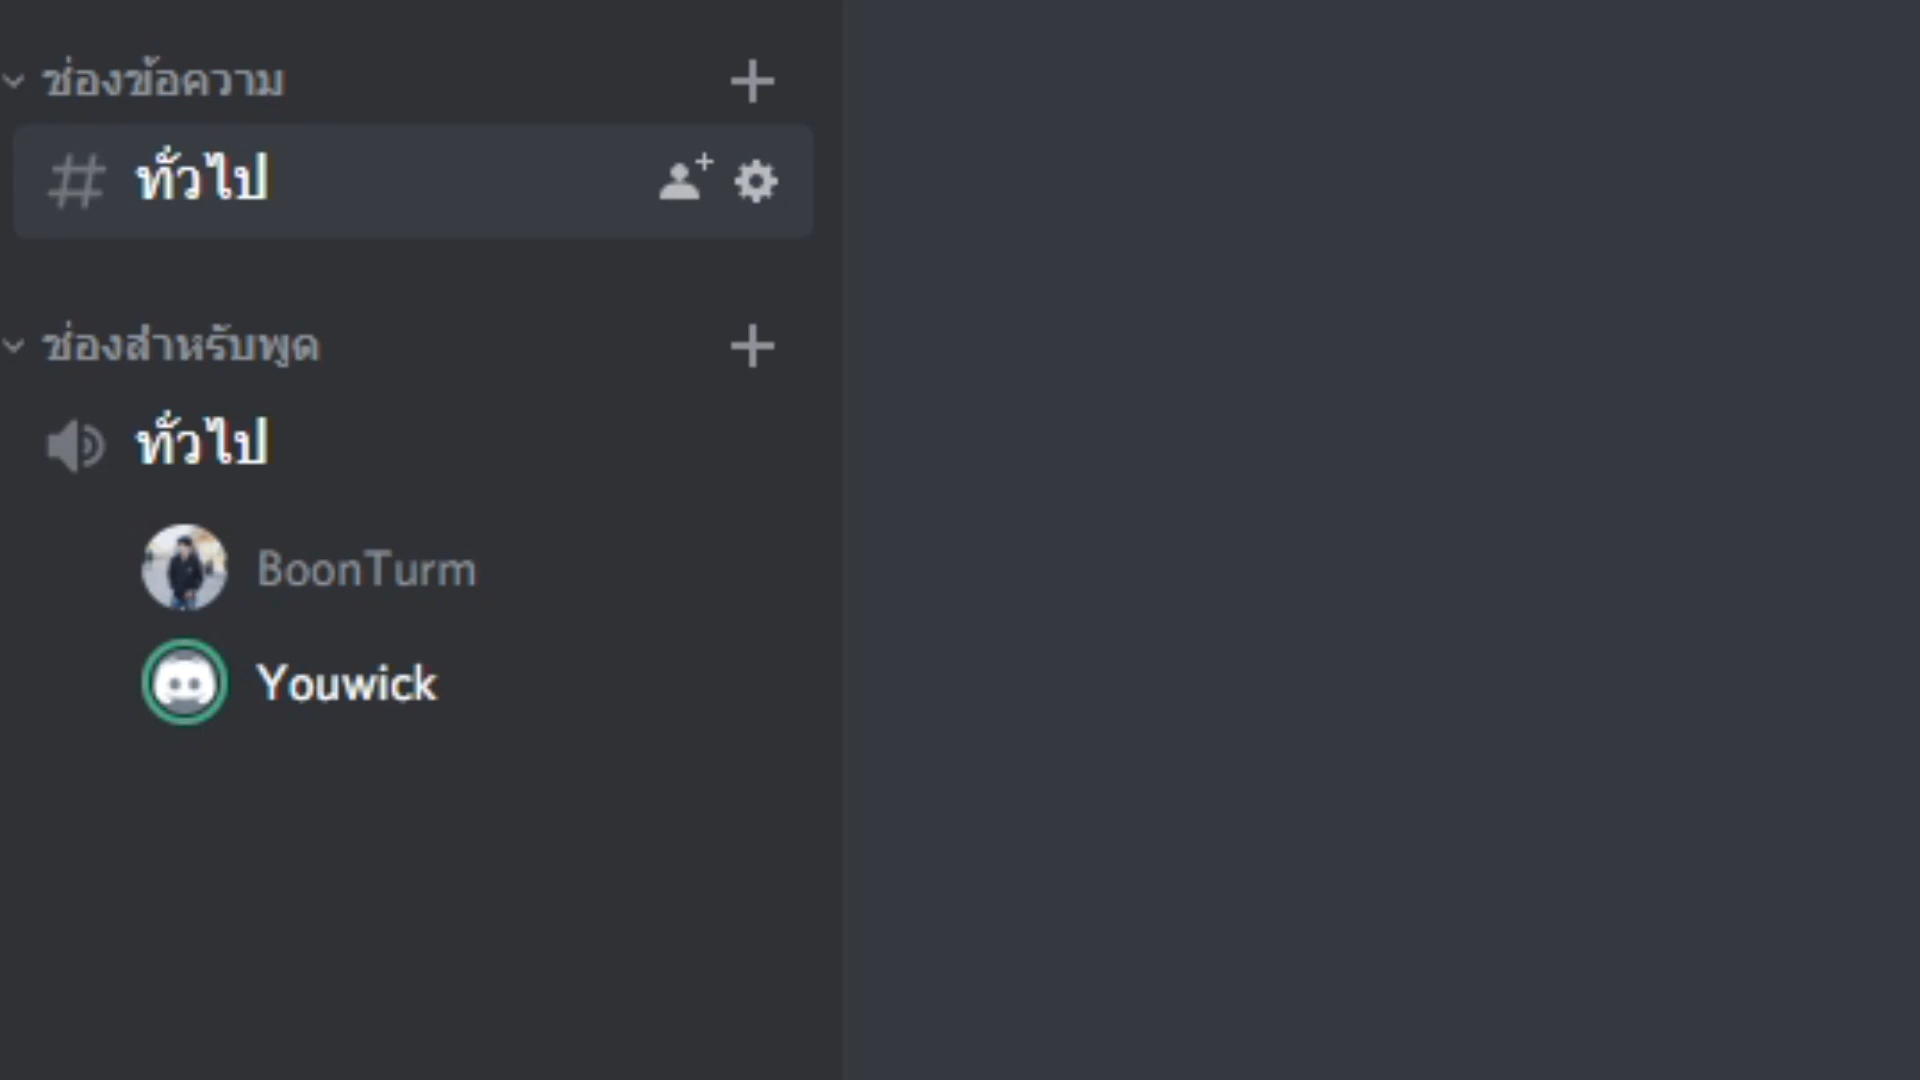 ช่องข้อความ
ทั่วไป
ช่องสำหรับพูด
ทั่วไป
BoonTurm
Youwick